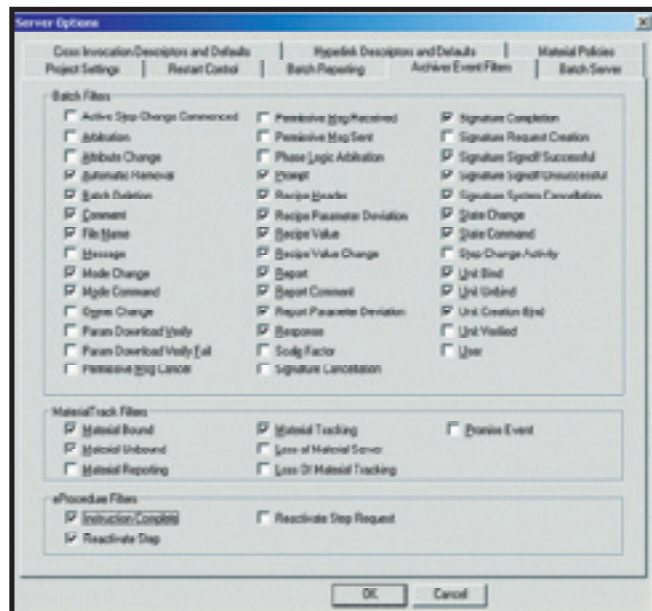 Server Options
Cross Invocation Descriptors and Defaults
Hyperlink Descriptors and Defaults
Material Policies
Project Settings
Restart Control
Batch Reporting
Archiver Event Filters
Batch Server
Batch Filters
Active Step Change Commenced
Arbitration
Attribute Change
Automatic Removal
Batch Deletion
Comment
File Name
Message
Mode Change
Mode Command
Owner Change
Param Download Verify
Param Download Verify Fail
Permissive Msg Cancel
Permissive Msg Received
Permissive Msg Sent
Phase Logic Arbitration
Prompt
Recipe Header
Recipe Parameter Deviation
Recipe Value
Recipe Value Change
Report
Report Comment
Report Parameter Deviation
Response
Scale Factor
Signature Cancellation
Signature Completion
Signature Request Creation
Signature Signoff Successful
Signature Signoff Unsuccessful
Signature System Cancellation
State Change
State Command
Step Change Activity
Unit Bind
Unit Unbind
Unit Creation Bind
Unit Verified
User
MaterialTrack Filters
Material Bound
Material Unbound
Material Reporting
Material Tracking
Loss of Material Server
Loss Of Material Tracking
Promise Event
eProcedure Filters
Instruction Complete
Reactivate Step
Reactivate Step Request
OK
Cancel